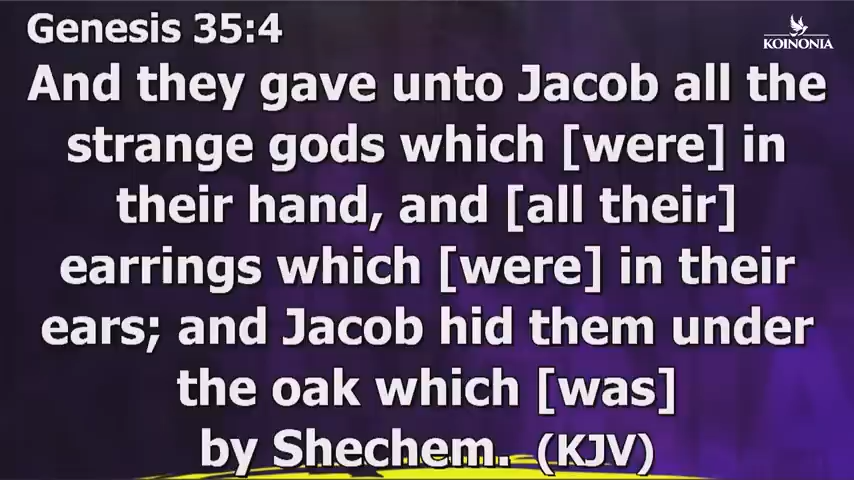 Genesis 35:4
KOINONIA
And they gave unto Jacob all the
strange gods which [were] in
their hand, and [all their]
earrings which [were] in their
ears; and Jacob hid them under
the oak which [was]
by Shechem. (KJV)